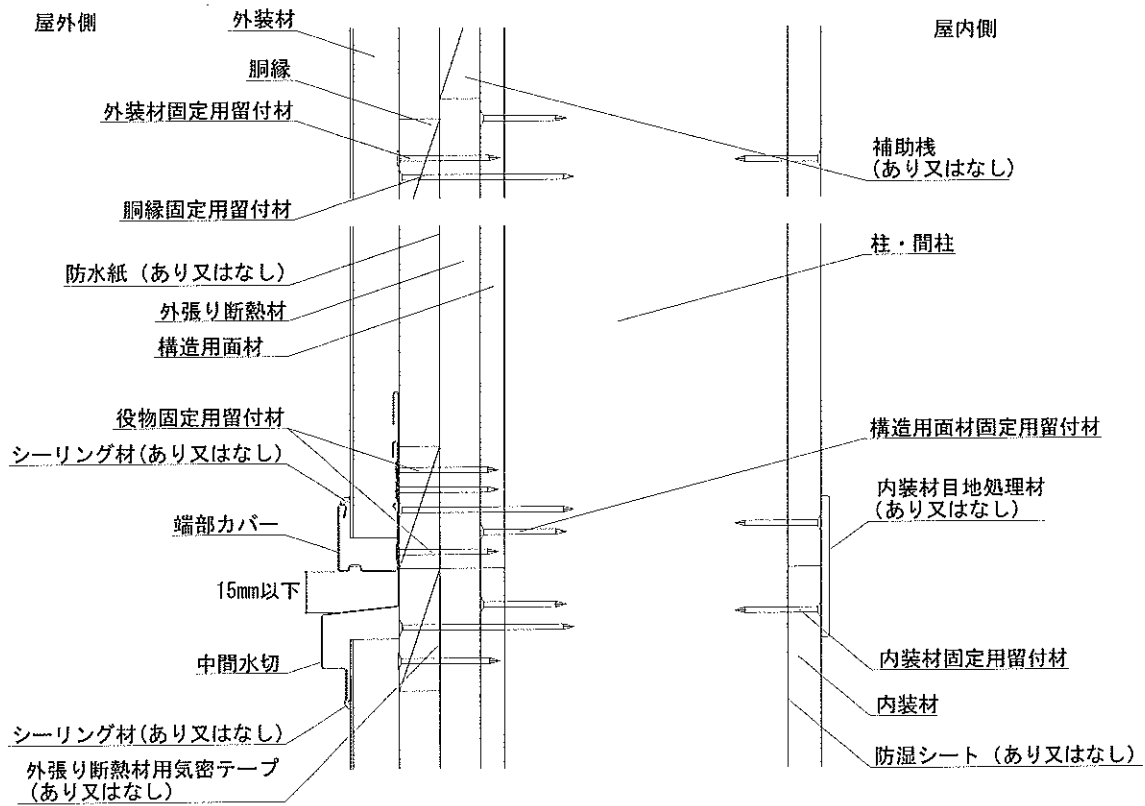 屋外側
外装材
屋内側
胴縁
外装材固定用留付材
補助桟
(あり又はなし)
胴縁固定用留付材
柱・間柱
防水紙 (あり又はなし)
外張り断熱材
構造用面材
役物固定用留付材
構造用面材固定用留付材
シーリング材(あり又はなし)
内装材目地処理材
(あり又はなし)
端部カバー
15mm以下
中間水切
内装材固定用留付材
内装材
シーリング材(あり又はなし)
防湿シート (あり又はなし)
外張り断熱材用気密テープ
(あり又はなし)